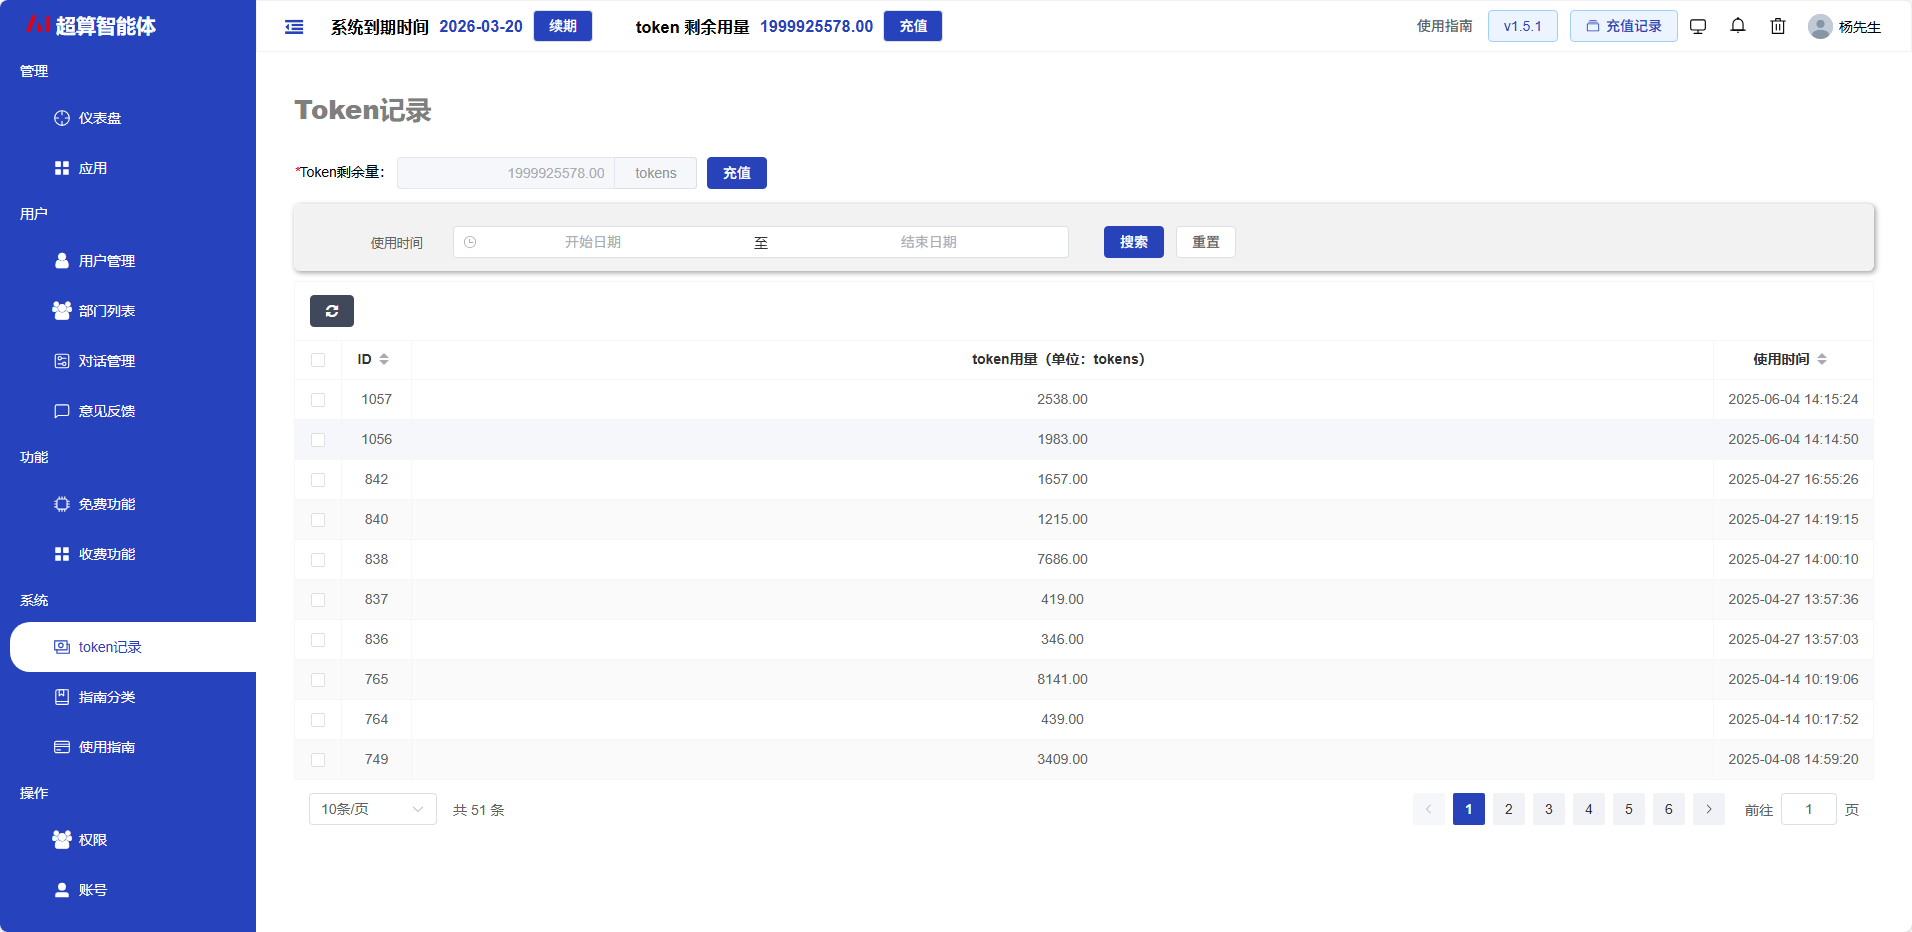 AI 超算智能体
管理
仪表盘
应用
用户
用户管理
部门列表
对话管理
意见反馈
功能
免费功能
收费功能
系统
token记录
指南分类
使用指南
操作
权限
账号
系统到期时间 2026-03-20 续期 token 剩余用量 1999925578.00 充值 使用指南 v1.5.1 充值记录 杨先生
Token记录
*Token剩余量： 1999925578.00 tokens 充值
使用时间 开始日期 至 结束日期 搜索 重置
ID token用量（单位：tokens） 使用时间
1057 2538.00 2025-06-04 14:15:24
1056 1983.00 2025-06-04 14:14:50
842 1657.00 2025-04-27 16:55:26
840 1215.00 2025-04-27 14:19:15
838 7686.00 2025-04-27 14:00:10
837 419.00 2025-04-27 13:57:36
836 346.00 2025-04-27 13:57:03
765 8141.00 2025-04-14 10:19:06
764 439.00 2025-04-14 10:17:52
749 3409.00 2025-04-08 14:59:20
10条/页 共 51 条 1 2 3 4 5 6 前往 1 页